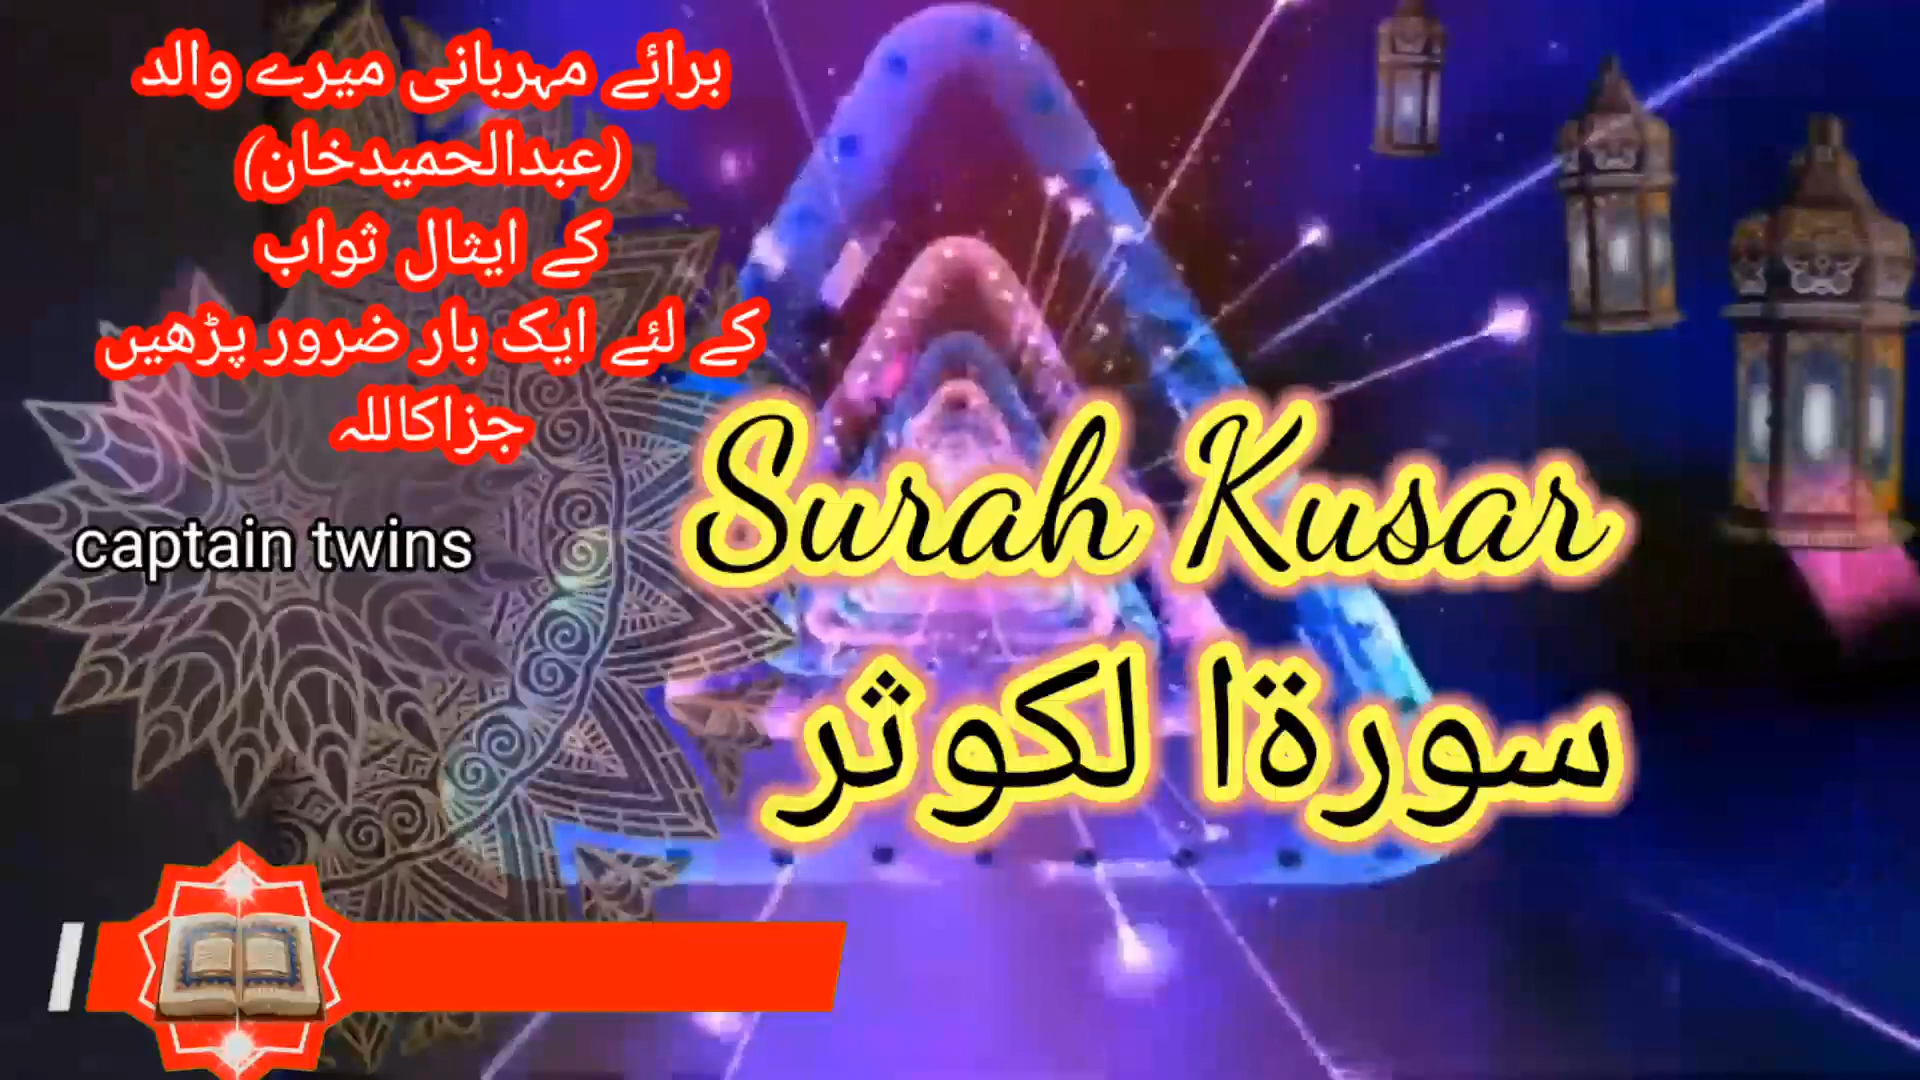 برائے مہربانی میرے والد
(عبدالحمیدخان)
کے ایثال ثواب
کے لئے ایک بار ضرور پڑھیں
جزاکاللہ
captain twins
Surah Kusar
سورۃا لکوثر